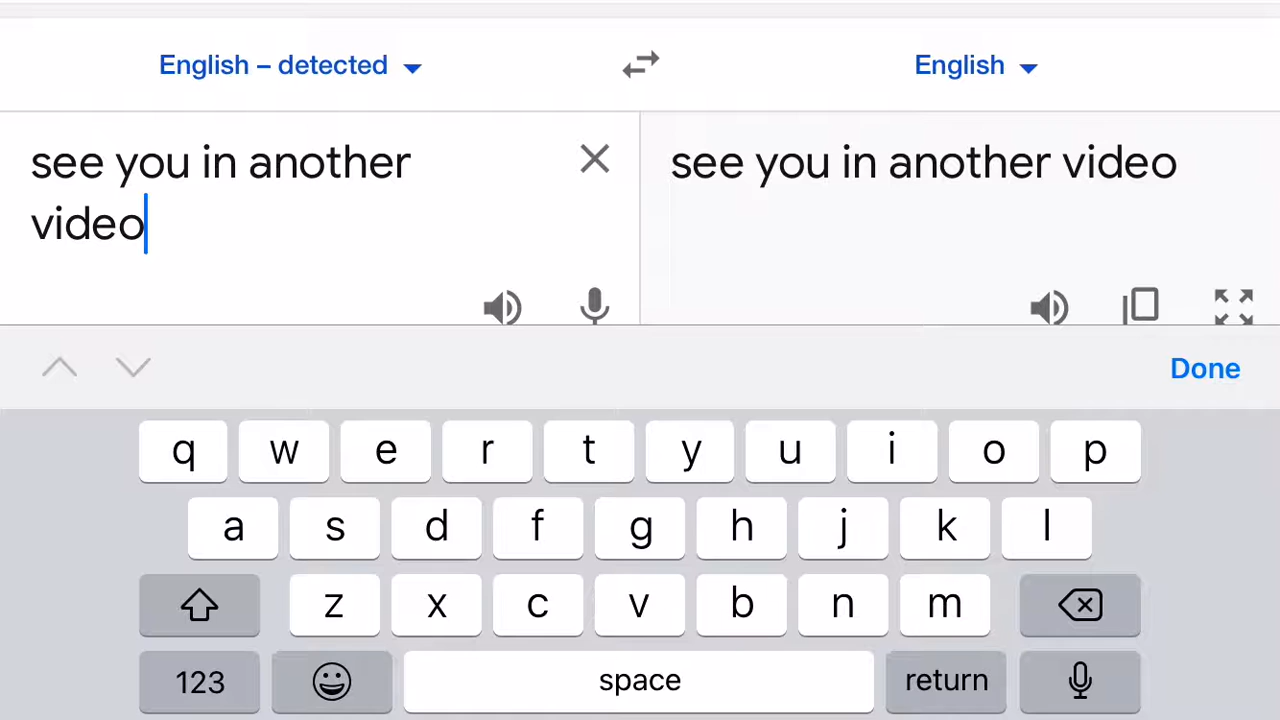 English – detected
English
see you in another
video
see you in another video
Done
q w e r t y u i o p
a s d f g h j k l
z x c v b n m
123 space return